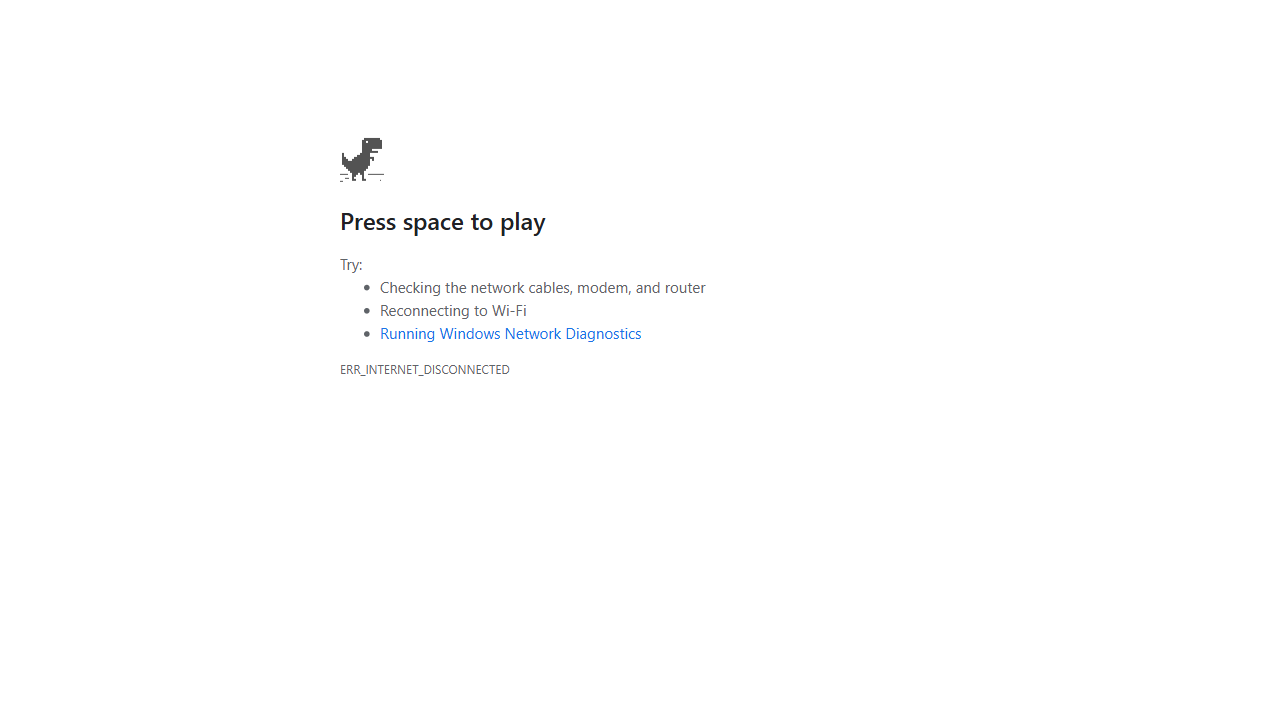 Press space to play
Try:
Checking the network cables, modem, and router
Reconnecting to Wi-Fi
Running Windows Network Diagnostics
ERR_INTERNET_DISCONNECTED